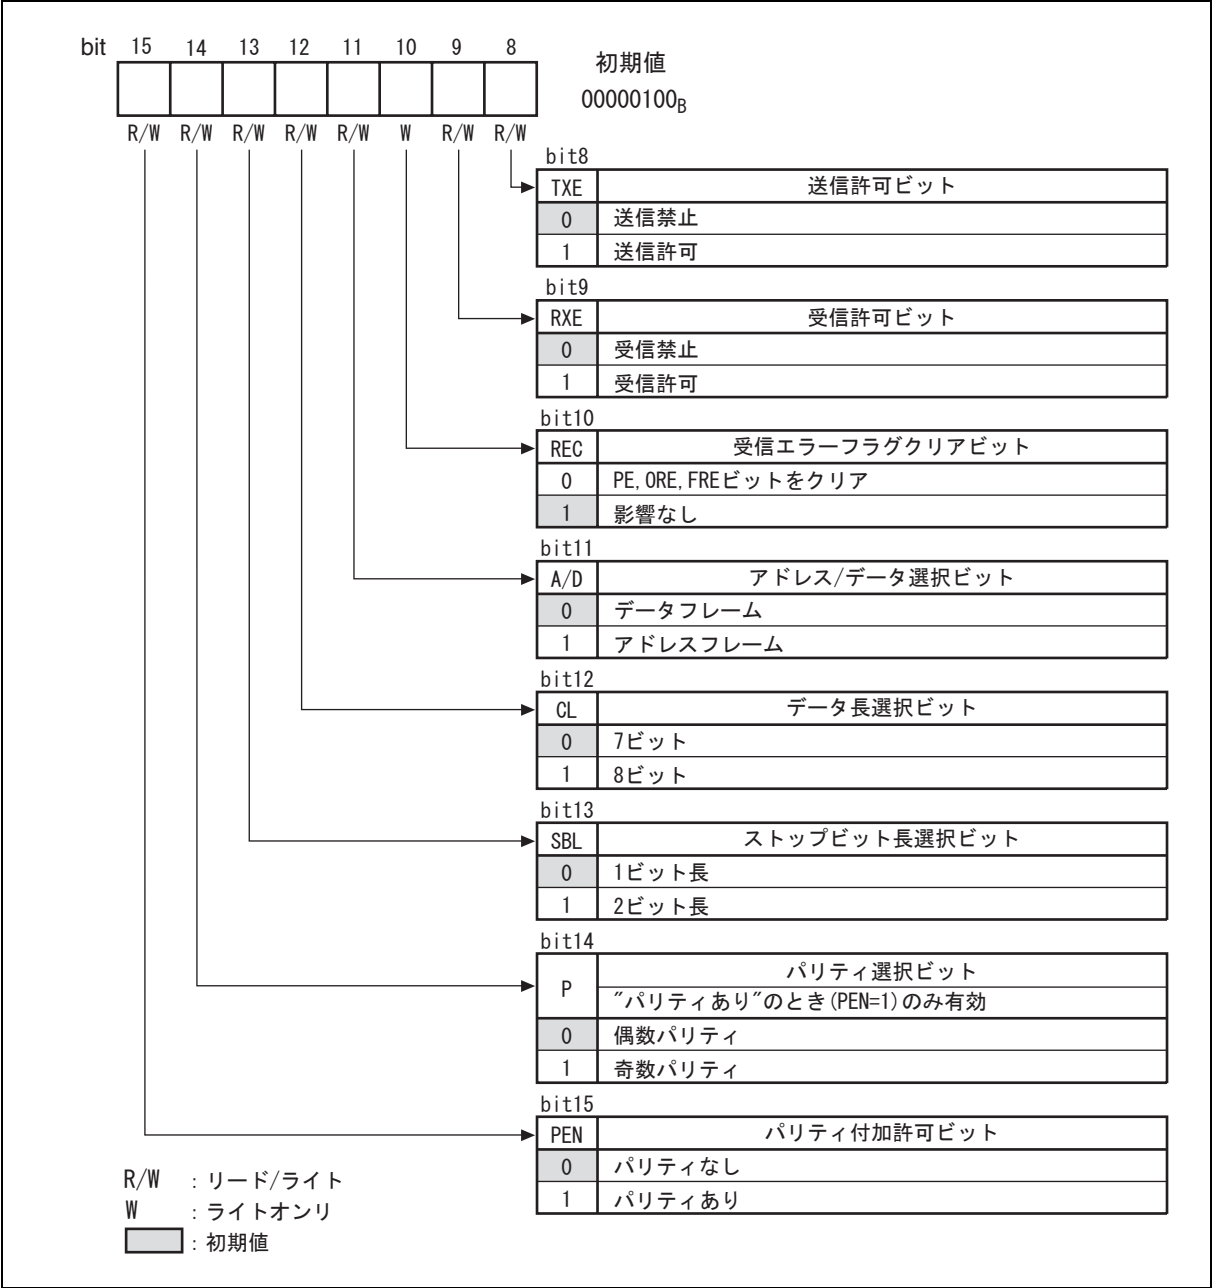 bit 15 14 13 12 11 10 9 8
初期値
00000100B
R/W R/W R/W R/W R/W W R/W R/W
bit8
TXE 送信許可ビット
0 送信禁止
1 送信許可
bit9
RXE 受信許可ビット
0 受信禁止
1 受信許可
bit10
REC 受信エラーフラグクリアビット
0 PE,ORE,FREビットをクリア
1 影響なし
bit11
A/D アドレス/データ選択ビット
0 データフレーム
1 アドレスフレーム
bit12
CL データ長選択ビット
0 7ビット
1 8ビット
bit13
SBL ストップビット長選択ビット
0 1ビット長
1 2ビット長
bit14
P パリティ選択ビット
"パリティあり"のとき(PEN=1)のみ有効
0 偶数パリティ
1 奇数パリティ
bit15
PEN パリティ付加許可ビット
0 パリティなし
1 パリティあり
R/W :リード/ライト
W :ライトオンリ
:初期値